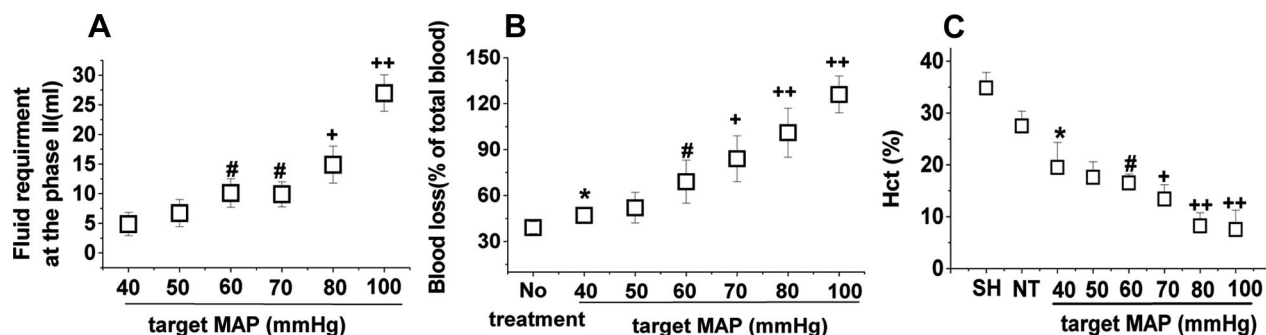 A
Fluid requirment
at the phase II(ml)
30
25
20
15
10
5
0
#
#
+
++
40 50 60 70 80 100
target MAP (mmHg)
B
Blood loss(% of total blood)
150
120
90
60
30
*
#
+
++
++
No
treatment
40 50 60 70 80 100
target MAP (mmHg)
C
Hct (%)
40
30
20
10
0
*
#
+
++
++
SH NT 40 50 60 70 80 100
target MAP (mmHg)